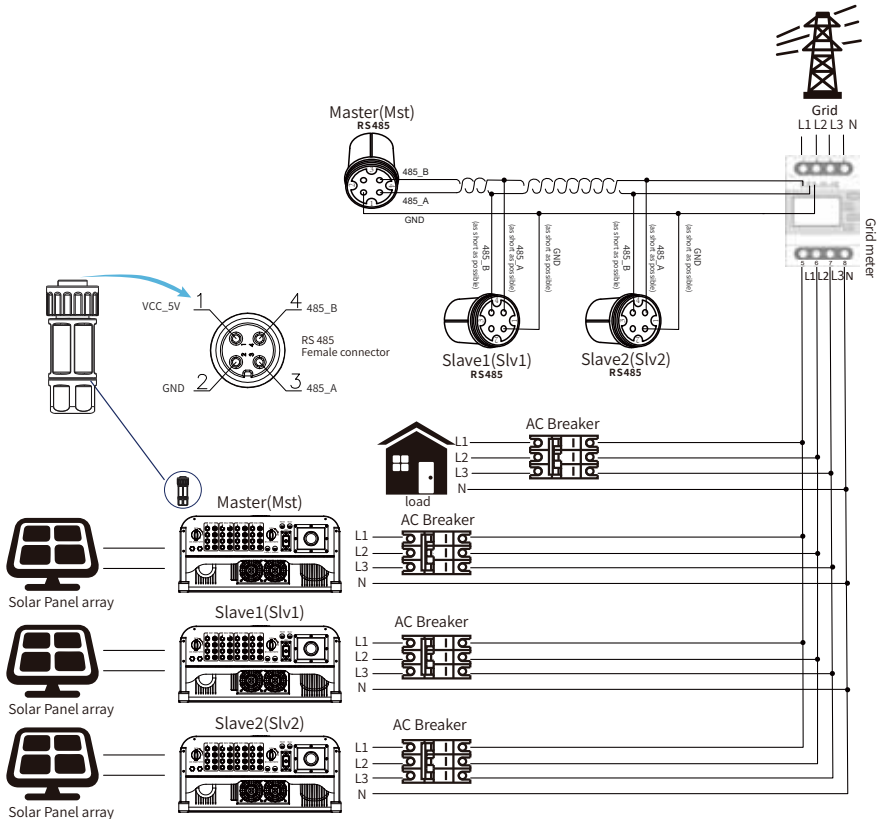 Grid
L1 L2 L3 N
Master(Mst)
RS485
485_B
485_A
GND
Grid meter
5 6 7 8
L1 L2 L3 N
485_B
(as short as possible)
485_A
(as short as possible)
GND
(as short as possible)
485_B
(as short as possible)
485_A
(as short as possible)
GND
(as short as possible)
Slave1(Slv1)
RS485
Slave2(Slv2)
RS485
VCC_5V
1
4
485_B
RS 485
Female connector
GND
2
3
485_A
AC Breaker
L1
L2
L3
N
load
Master(Mst)
AC Breaker
L1
L2
L3
N
Solar Panel array
Slave1(Slv1)
AC Breaker
L1
L2
L3
N
Solar Panel array
Slave2(Slv2)
AC Breaker
L1
L2
L3
N
Solar Panel array